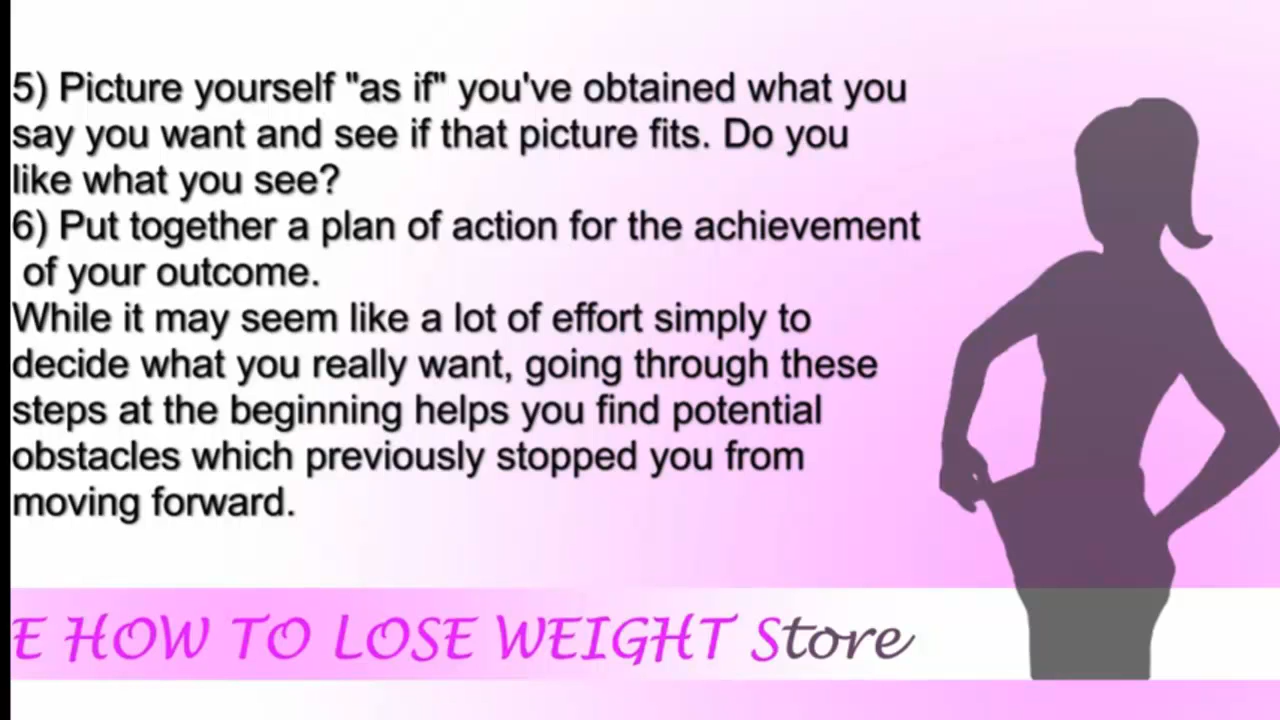 5) Picture yourself "as if" you've obtained what you
say you want and see if that picture fits. Do you
like what you see?
6) Put together a plan of action for the achievement
of your outcome.
While it may seem like a lot of effort simply to
decide what you really want, going through these
steps at the beginning helps you find potential
obstacles which previously stopped you from
moving forward.
E HOW TO LOSE WEIGHT Store